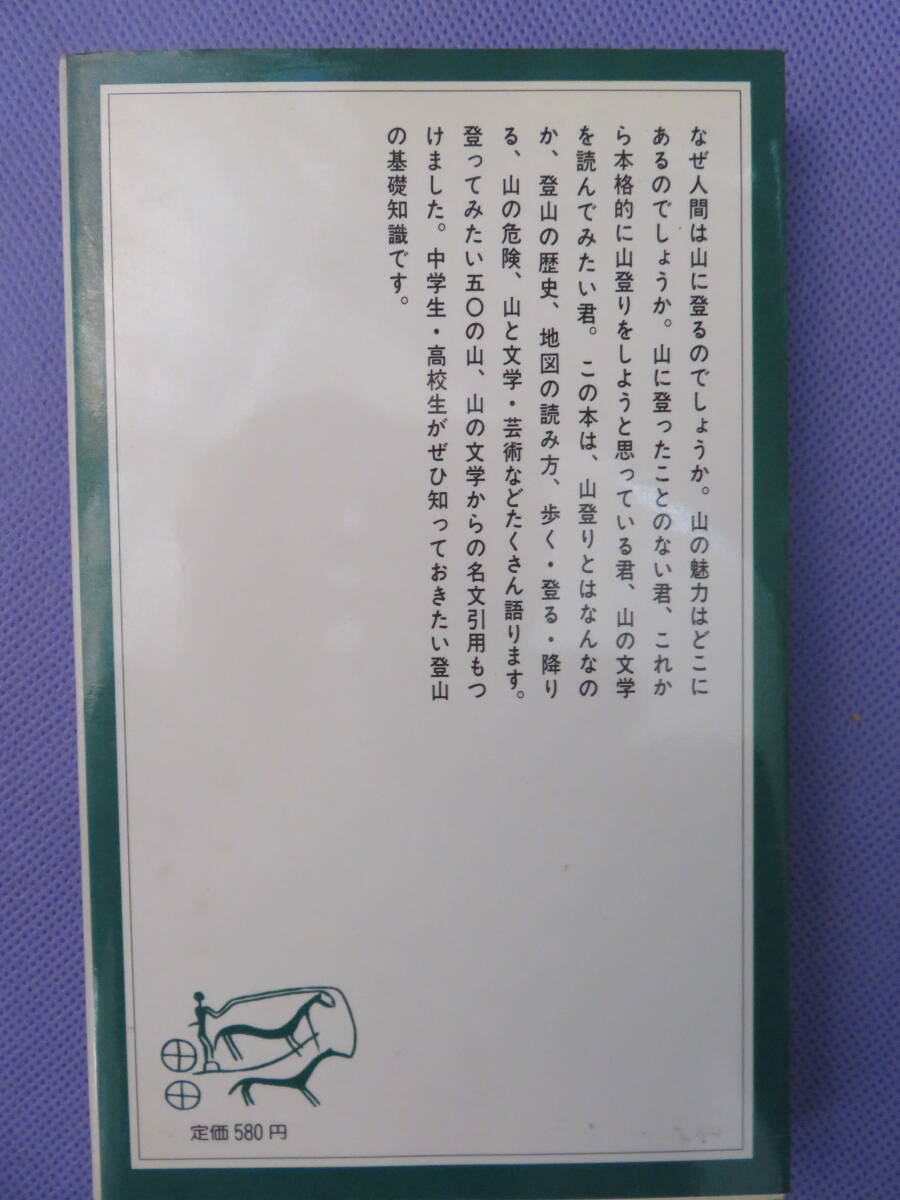 なぜ人間は山に登るのでしょうか。山の魅力はどこに
あるのでしょうか。山に登ったことのない君、これか
ら本格的に山登りをしようと思っている君、山の文学
を読んでみたい君。この本は、山登りとはなんなの
か、登山の歴史、地図の読み方、歩く・登る・降り
る、山の危険、山と文学・芸術などたくさん語ります。
登ってみたい五〇の山、山の文学からの名文引用もつ
けました。中学生・高校生がぜひ知っておきたい登山
の基礎知識です。
定価580円